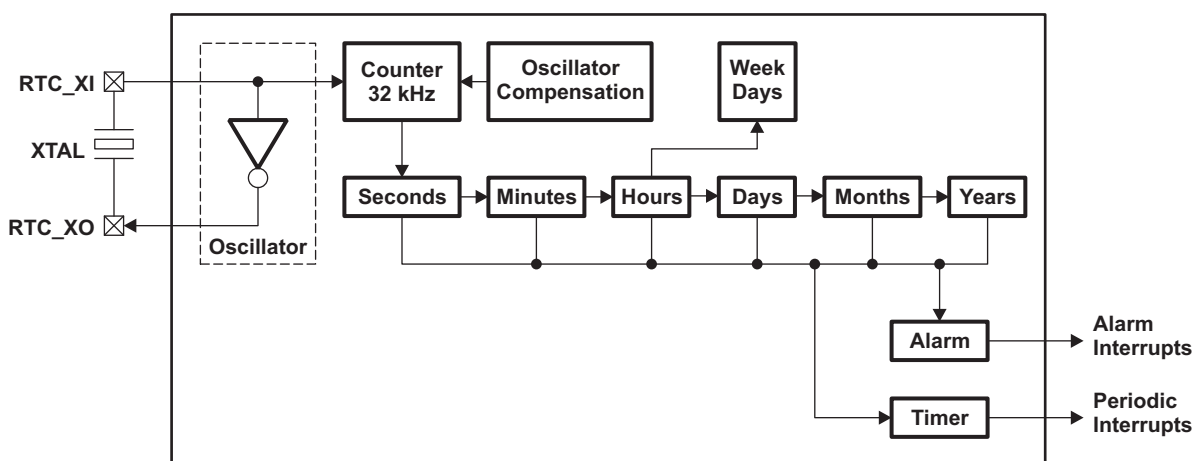 RTC_XI
XTAL
RTC_XO
Oscillator
Counter
32 kHz
Oscillator
Compensation
Week
Days
Seconds
Minutes
Hours
Days
Months
Years
Alarm
Alarm
Interrupts
Timer
Periodic
Interrupts